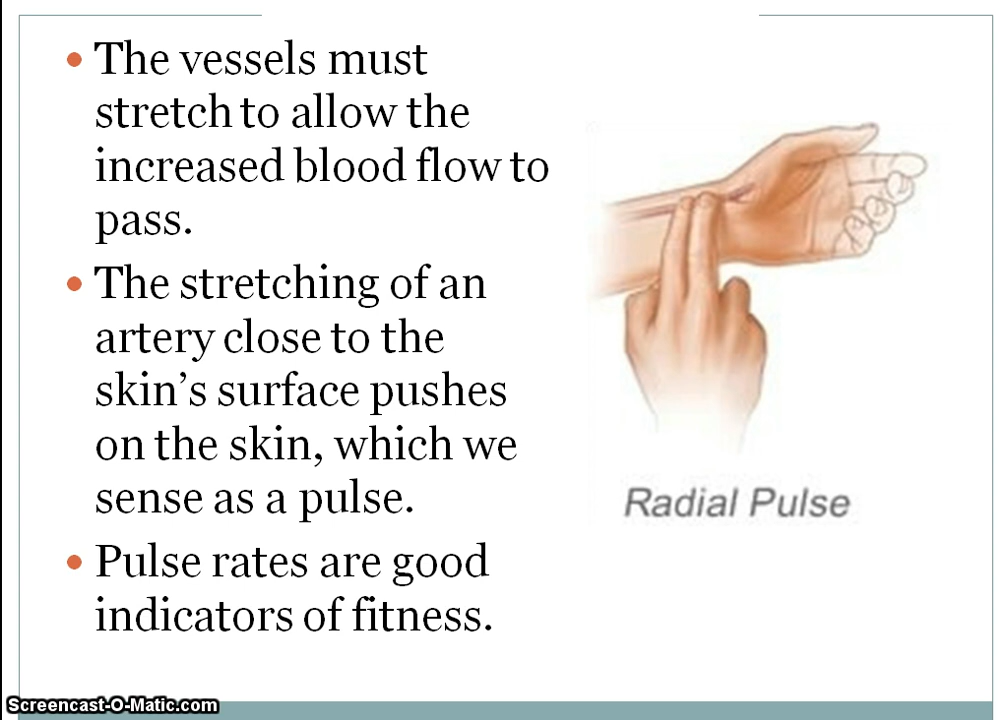 • The vessels must
stretch to allow the
increased blood flow to
pass.
• The stretching of an
artery close to the
skin’s surface pushes
on the skin, which we
sense as a pulse.
• Pulse rates are good
indicators of fitness.
Radial Pulse
Screencast-O-Matic.com